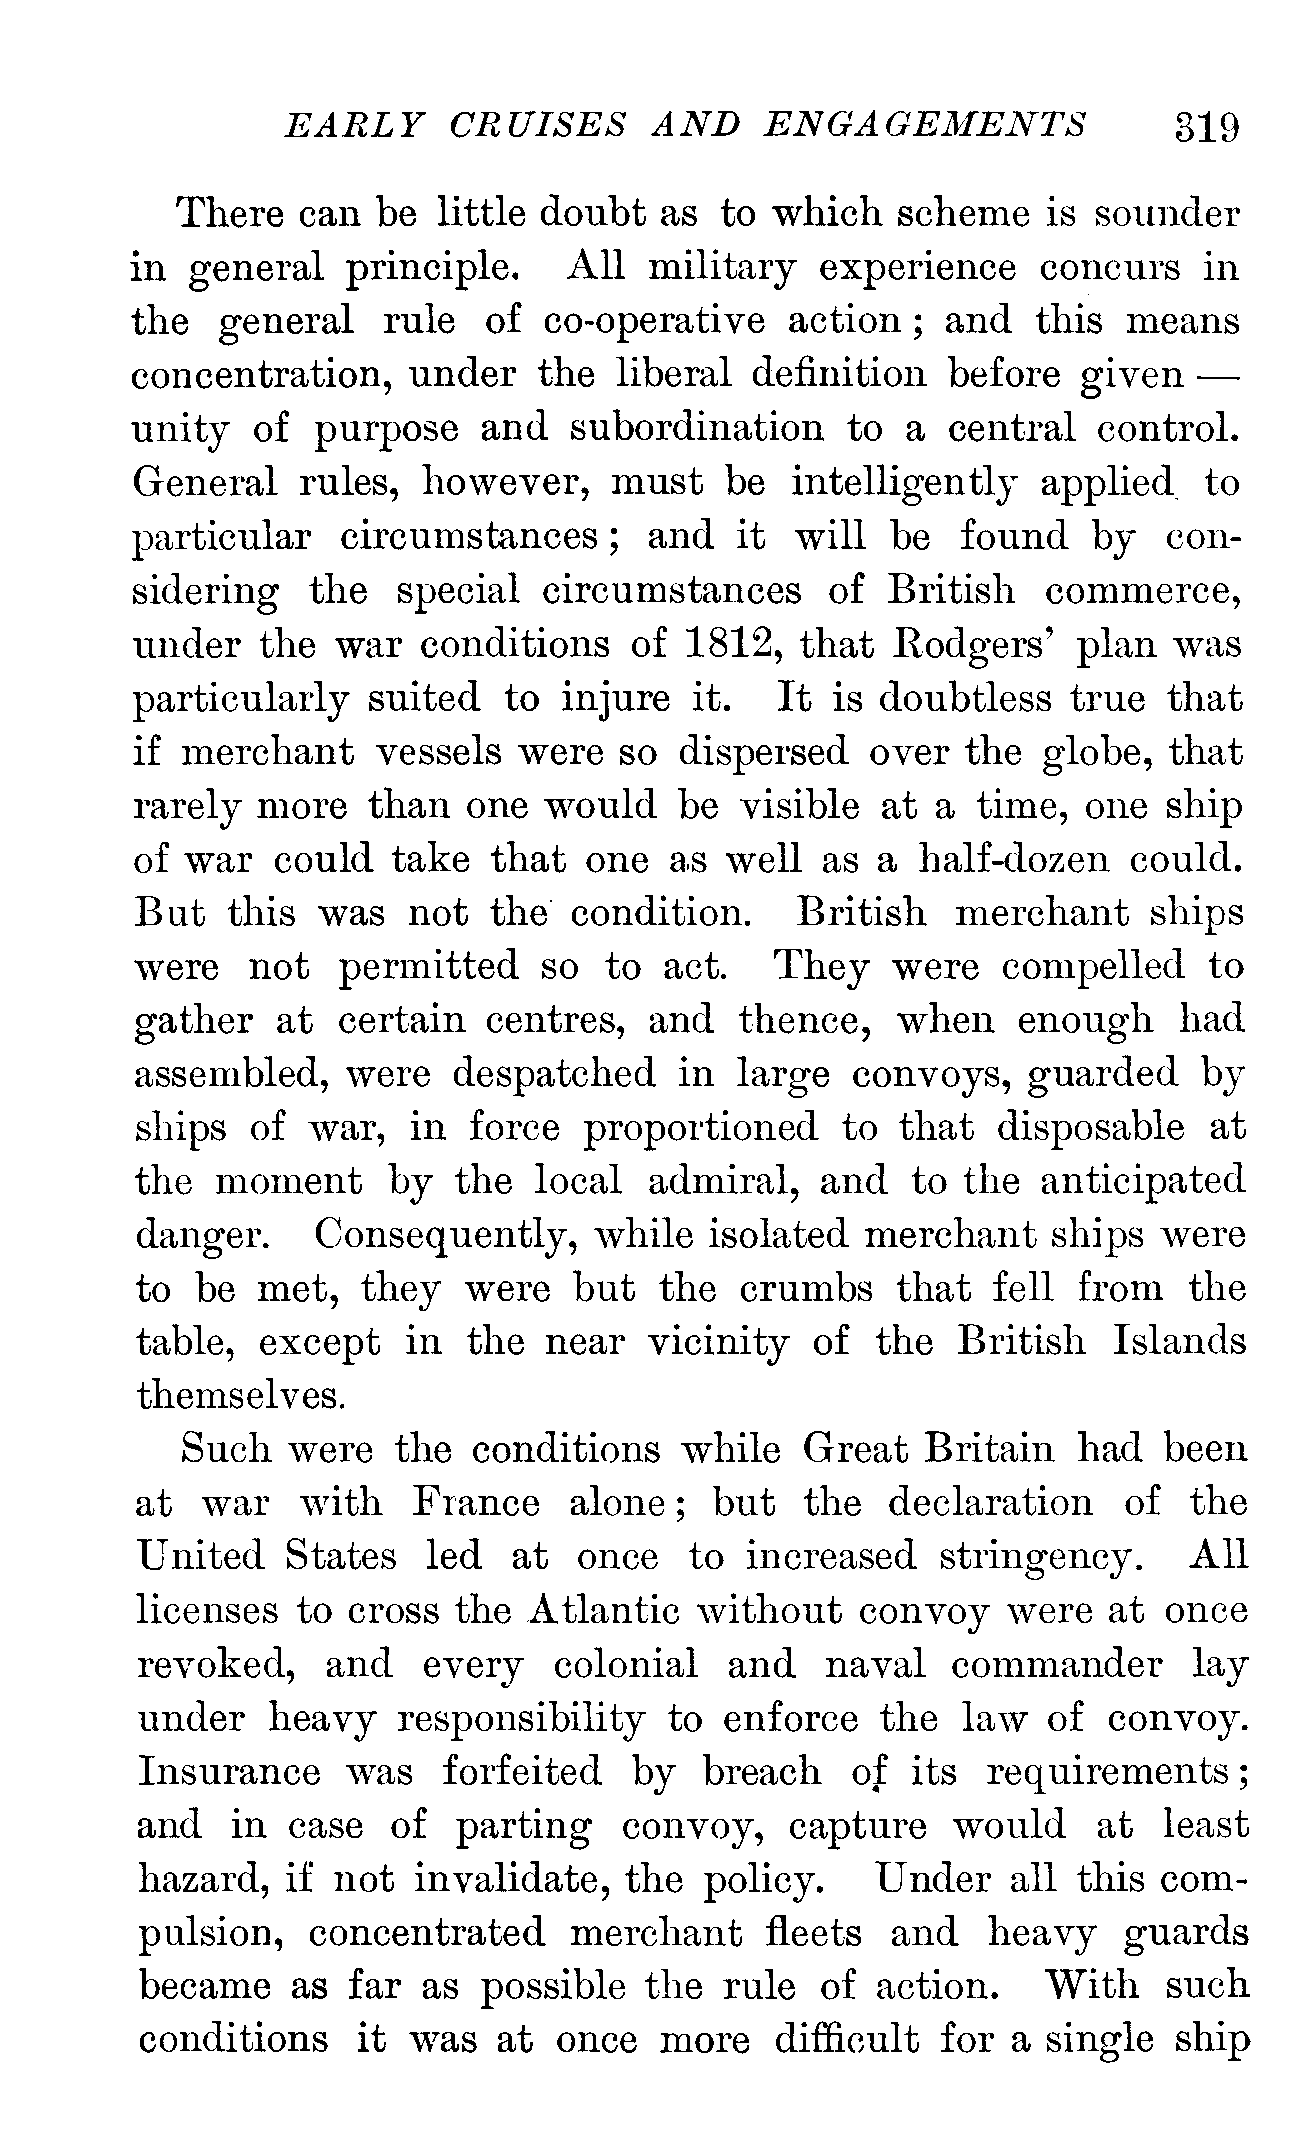 EARLY CRUISES AND ENGAGEMENTS 319
There can be little doubt as to which scheme is sounder
in general principle. All military experience concurs in
the general rule of co-operative action; and this means
concentration, under the liberal definition before given —
unity of purpose and subordination to a central control.
General rules, however, must be intelligently applied to
particular circumstances; and it will be found by con-
sidering the special circumstances of British commerce,
under the war conditions of 1812, that Rodgers' plan was
particularly suited to injure it. It is doubtless true that
if merchant vessels were so dispersed over the globe, that
rarely more than one would be visible at a time, one ship
of war could take that one as well as a half-dozen could.
But this was not the condition. British merchant ships
were not permitted so to act. They were compelled to
gather at certain centres, and thence, when enough had
assembled, were despatched in large convoys, guarded by
ships of war, in force proportioned to that disposable at
the moment by the local admiral, and to the anticipated
danger. Consequently, while isolated merchant ships were
to be met, they were but the crumbs that fell from the
table, except in the near vicinity of the British Islands
themselves.
Such were the conditions while Great Britain had been
at war with France alone; but the declaration of the
United States led at once to increased stringency. All
licenses to cross the Atlantic without convoy were at once
revoked, and every colonial and naval commander lay
under heavy responsibility to enforce the law of convoy.
Insurance was forfeited by breach of its requirements;
and in case of parting convoy, capture would at least
hazard, if not invalidate, the policy. Under all this com-
pulsion, concentrated merchant fleets and heavy guards
became as far as possible the rule of action. With such
conditions it was at once more difficult for a single ship